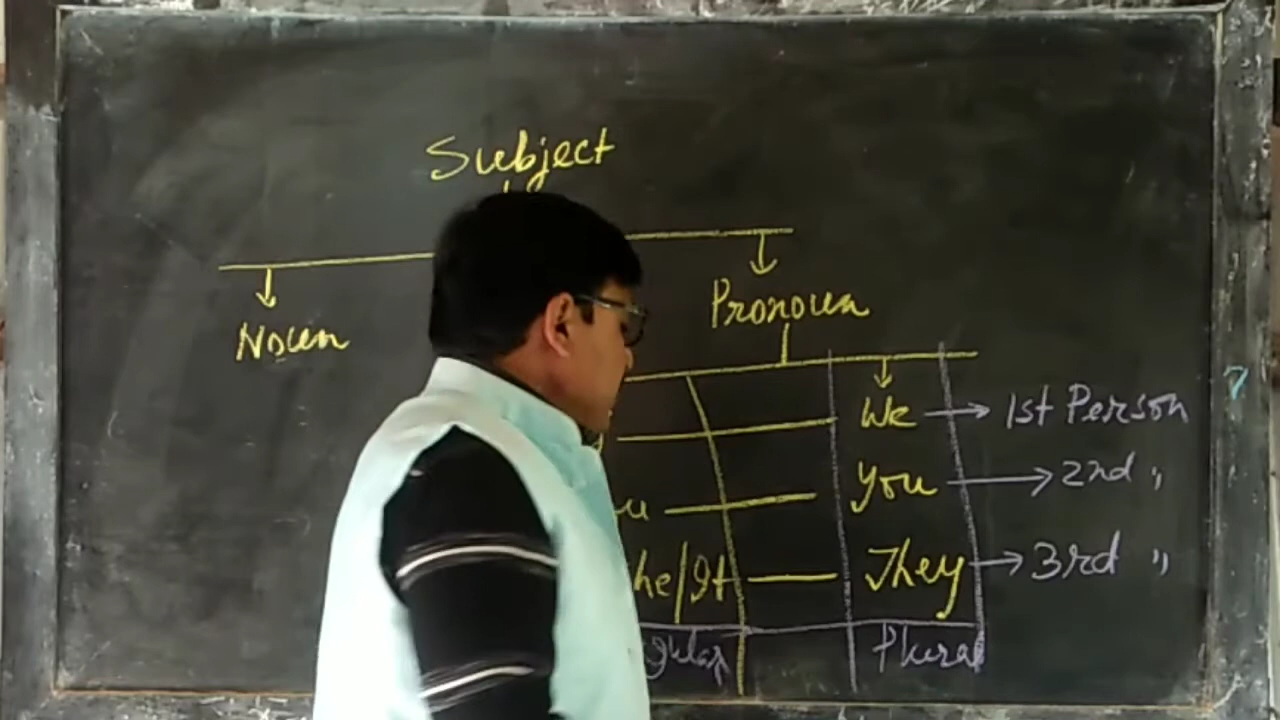 Subject
Noun
Pronoun
We → 1st Person
You → 2nd "
he/It — They → 3rd "
gular Plural